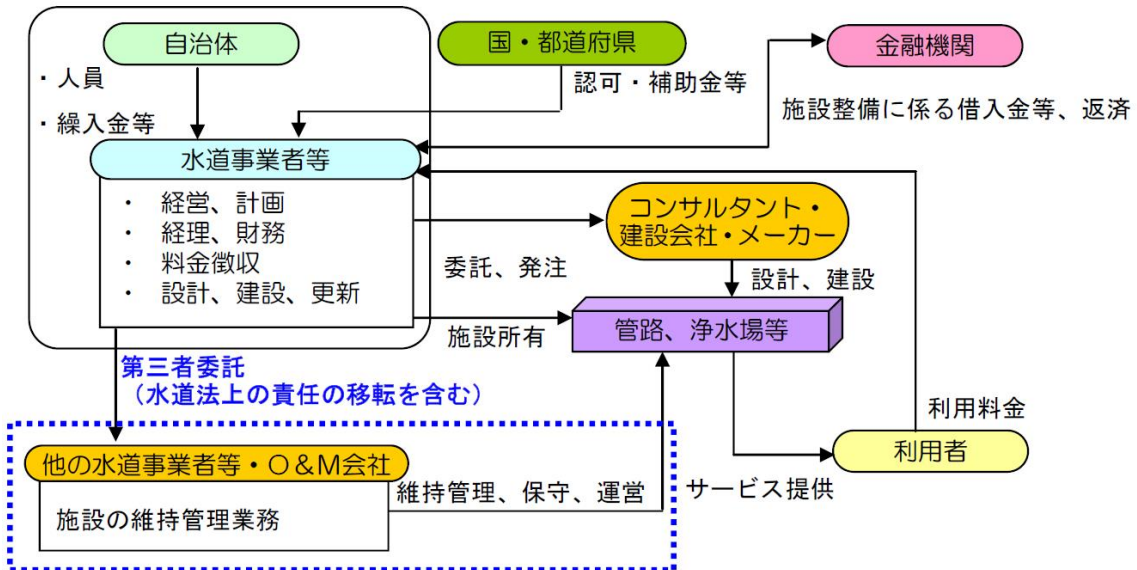 自治体
国・都道府県
金融機関
・人員
認可・補助金等
・繰入金等
施設整備に係る借入金等、返済
水道事業者等
・ 経営、計画
・ 経理、財務
・ 料金徴収
・ 設計、建設、更新
コンサルタント・
建設会社・メーカー
委託、発注
設計、建設
施設所有
管路、浄水場等
第三者委託
(水道法上の責任の移転を含む)
利用料金
他の水道事業者等・O&M会社
利用者
施設の維持管理業務
維持管理、保守、運営
サービス提供